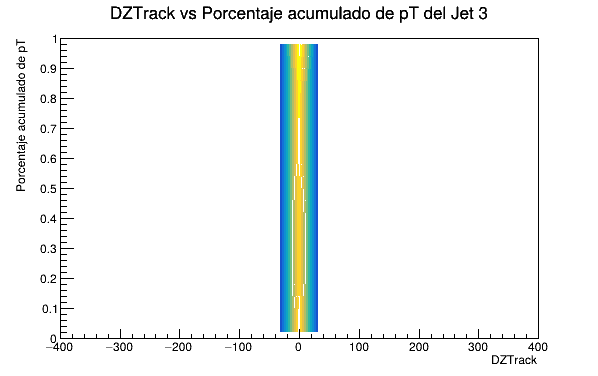 DZTrack vs Porcentaje acumulado de pT del Jet 3
Porcentaje acumulado de pT
1
0.9
0.8
0.7
0.6
0.5
0.4
0.3
0.2
0.1
0
−400 −300 −200 −100 0 100 200 300 400
DZTrack